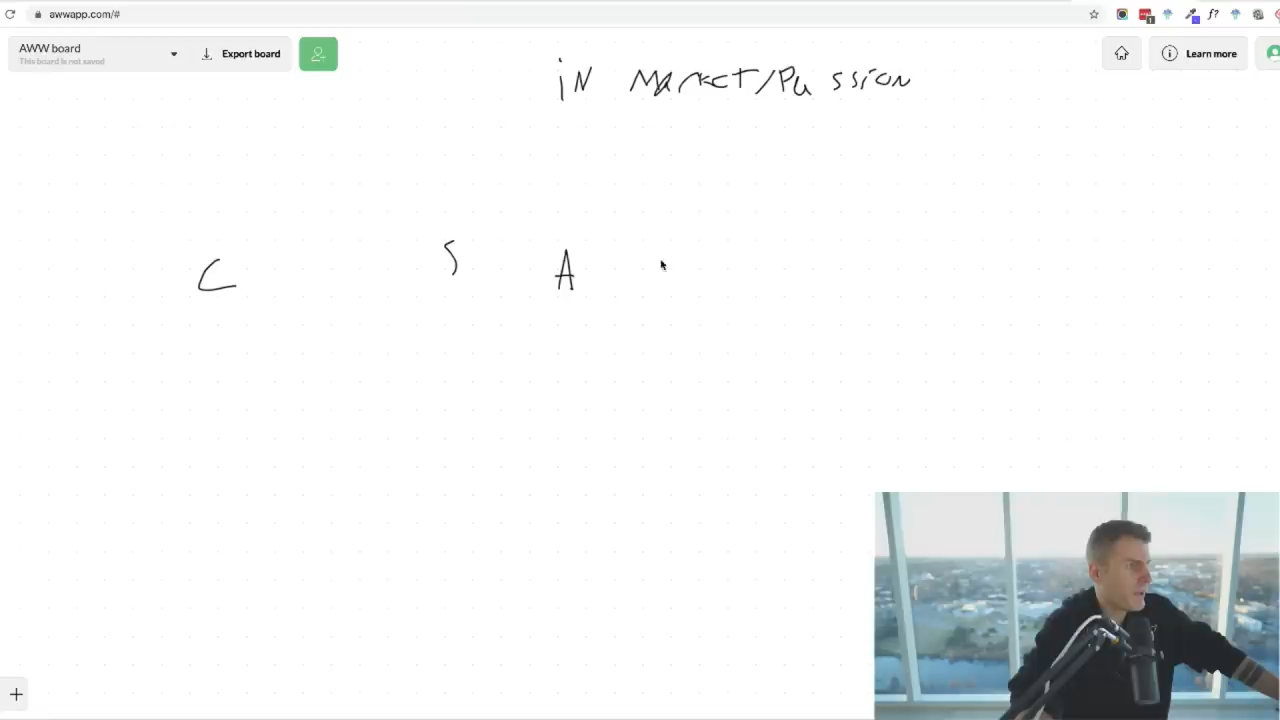 awwapp.com/#
AWW board
This board is not saved
Export board
Learn more
iN MArkeT/PassioN
C S A